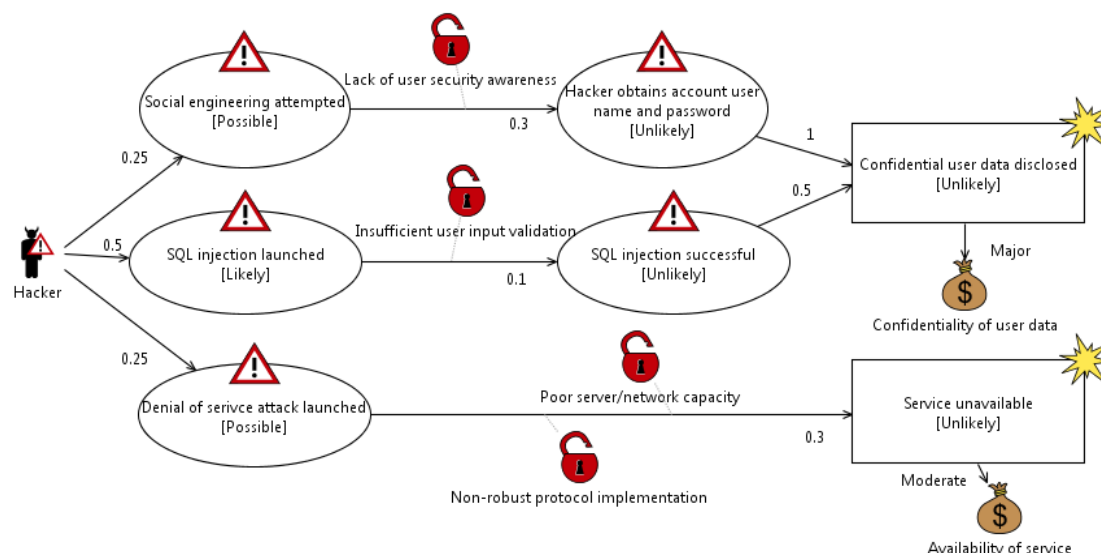 Lack of user security awareness
Social engineering attempted
[Possible]
Hacker obtains account user
name and password
[Unlikely]
0.3
1
0.25
Confidential user data disclosed
[Unlikely]
0.5
Insufficient user input validation
0.5
SQL injection launched
[Likely]
SQL injection successful
[Unlikely]
0.1
Hacker
Major
$
Confidentiality of user data
0.25
Denial of serivce attack launched
[Possible]
Poor server/network capacity
Service unavailable
[Unlikely]
0.3
Non-robust protocol implementation
Moderate
$
Availability of service